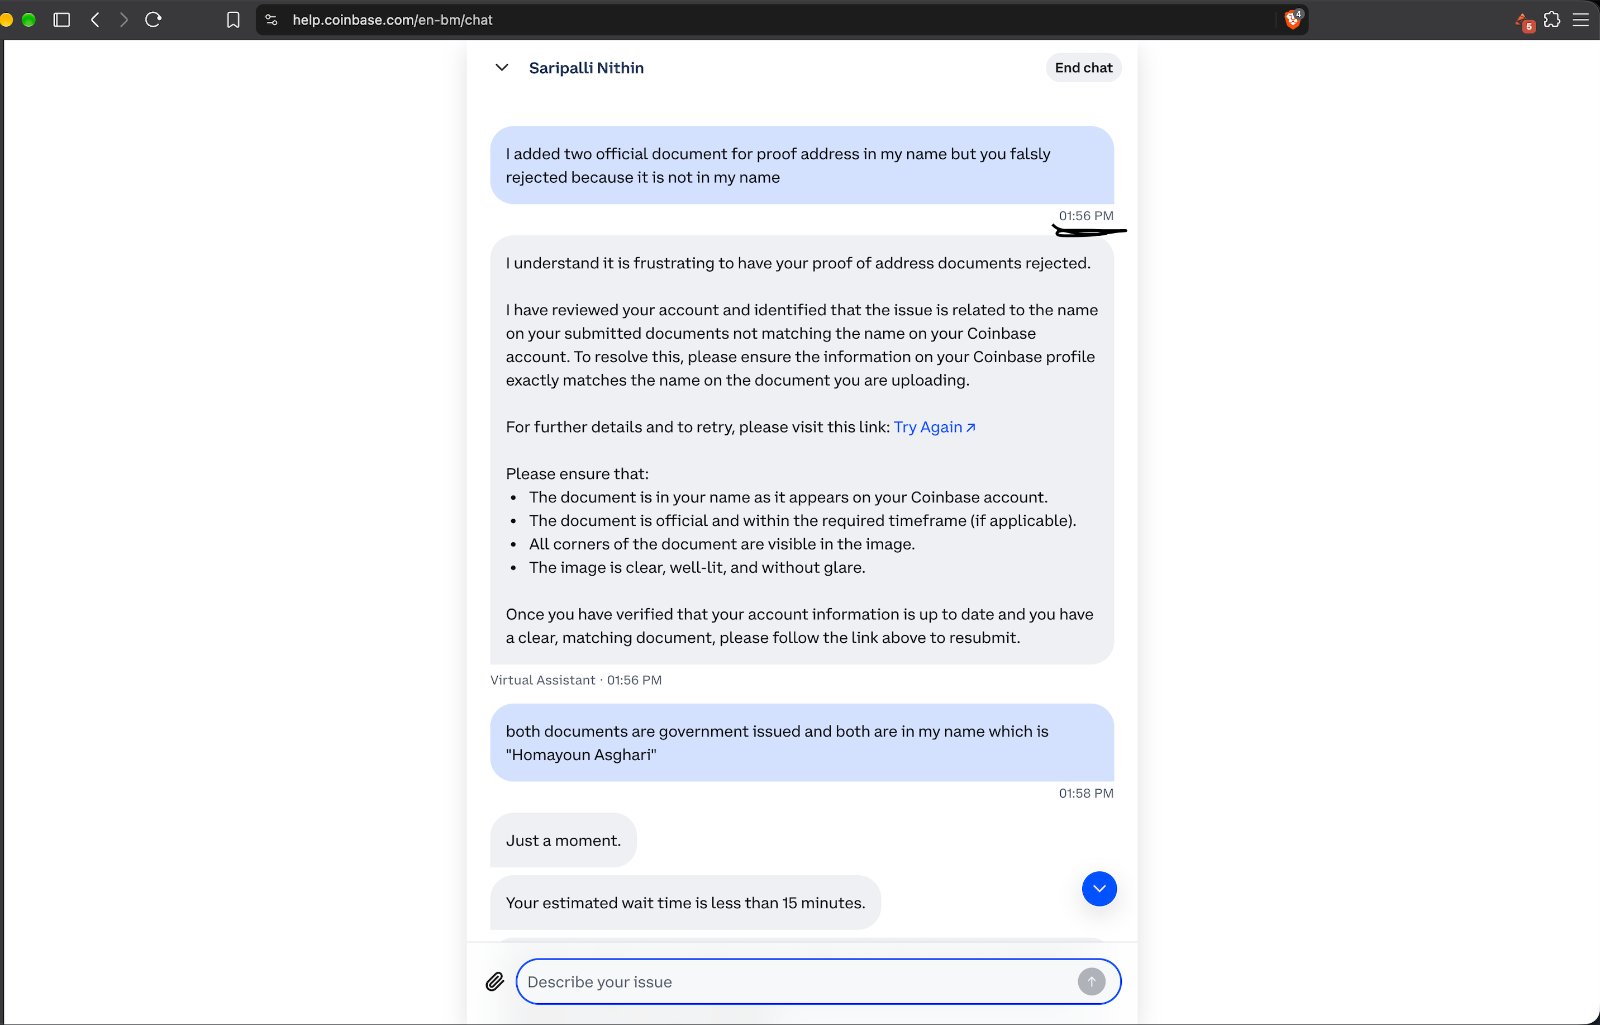 help.coinbase.com/en-bm/chat
4
5
Saripalli Nithin
End chat
I added two official document for proof address in my name but you falsly
rejected because it is not in my name
01:56 PM
I understand it is frustrating to have your proof of address documents rejected.
I have reviewed your account and identified that the issue is related to the name
on your submitted documents not matching the name on your Coinbase
account. To resolve this, please ensure the information on your Coinbase profile
exactly matches the name on the document you are uploading.
For further details and to retry, please visit this link: Try Again ↗
Please ensure that:
• The document is in your name as it appears on your Coinbase account.
• The document is official and within the required timeframe (if applicable).
• All corners of the document are visible in the image.
• The image is clear, well-lit, and without glare.
Once you have verified that your account information is up to date and you have
a clear, matching document, please follow the link above to resubmit.
Virtual Assistant · 01:56 PM
both documents are government issued and both are in my name which is
"Homayoun Asghari"
01:58 PM
Just a moment.
Your estimated wait time is less than 15 minutes.
Describe your issue